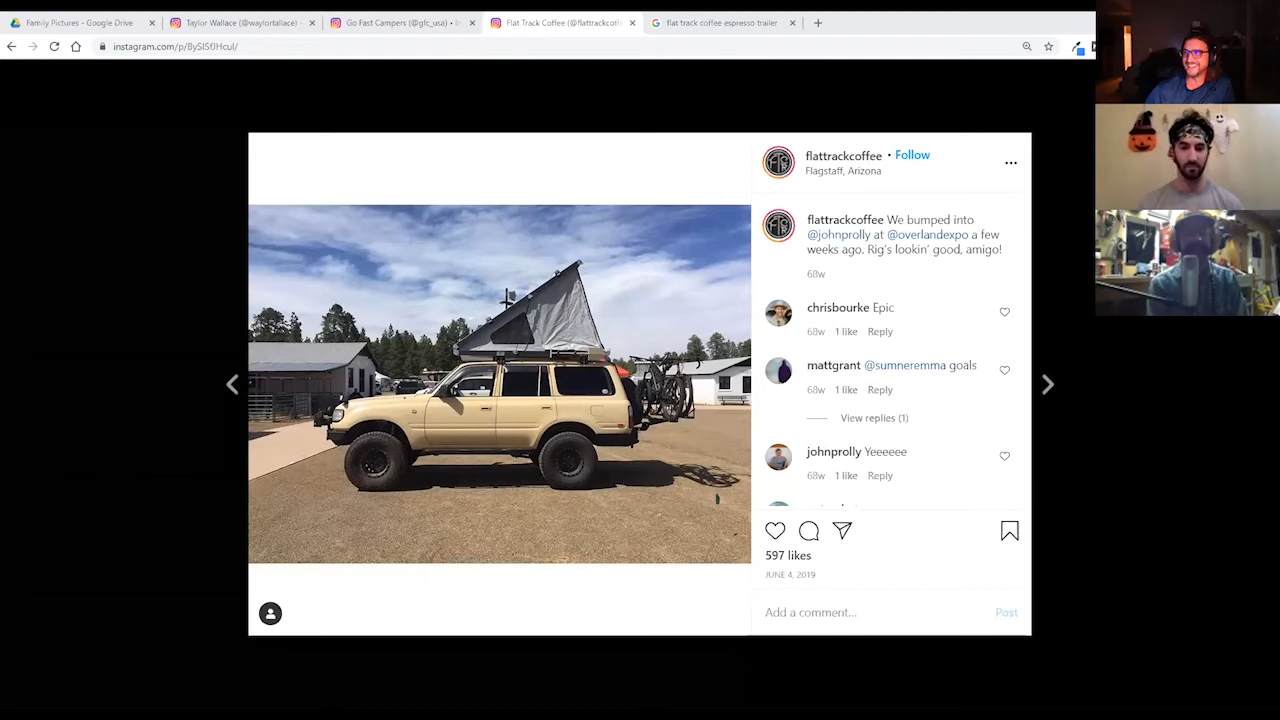 Family Pictures - Google Drive
Taylor Wallace (@waylortallace) •
Go Fast Campers (@gfc_usa) • In
Flat Track Coffee (@flattrackcoff
flat track coffee espresso trailer
instagram.com/p/BySlSfJHcul/
flattrackcoffee • Follow
Flagstaff, Arizona
flattrackcoffee We bumped into
@johnprolly at @overlandexpo a few
weeks ago. Rig's lookin' good, amigo!
68w
chrisbourke Epic
68w 1 like Reply
mattgrant @sumneremma goals
68w 1 like Reply
View replies (1)
johnprolly Yeeeeee
68w 1 like Reply
597 likes
JUNE 4, 2019
Add a comment... Post